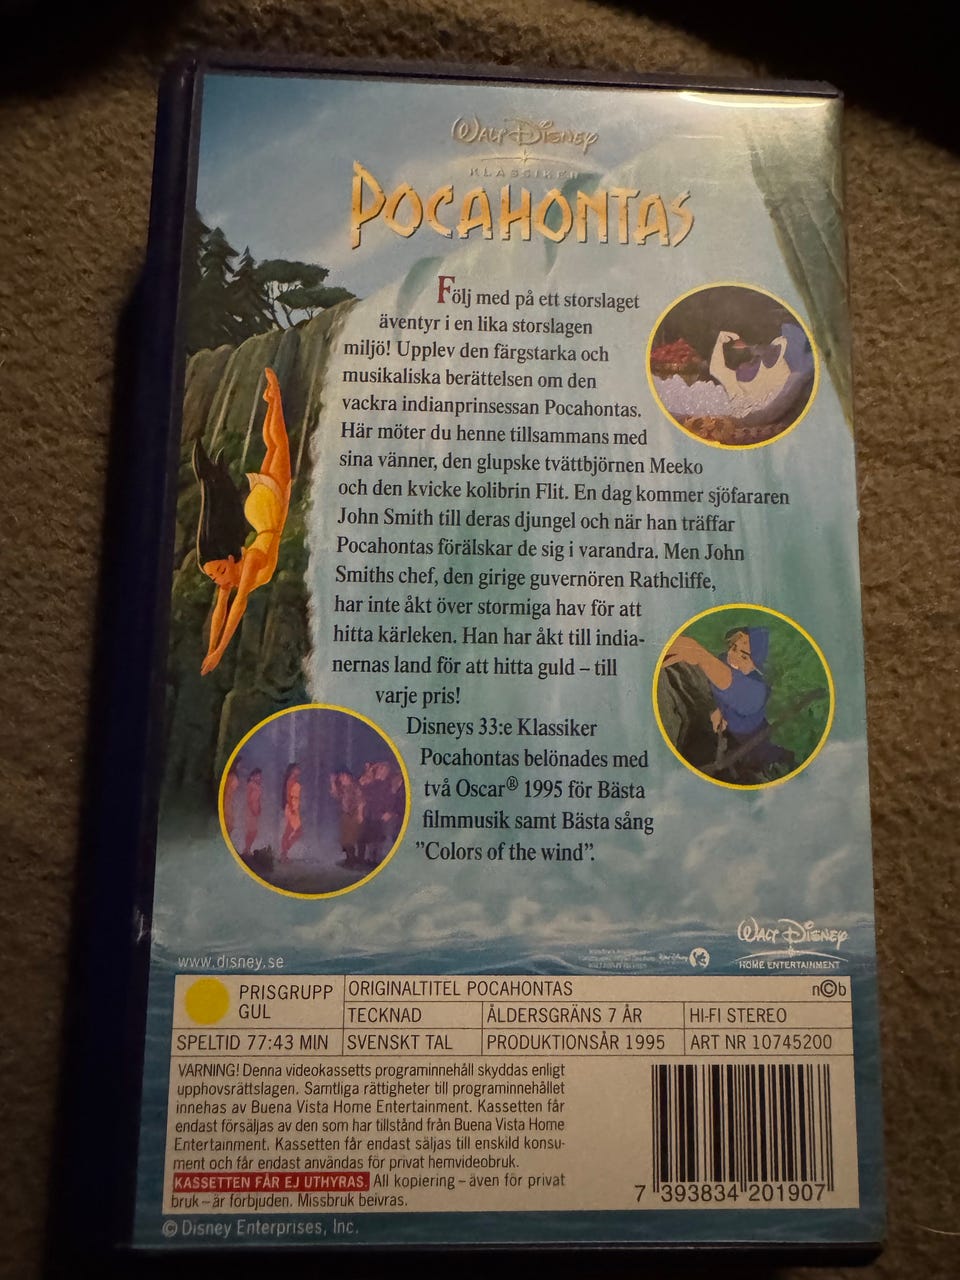 WALT DISNEY
KLASSIKER
POCAHONTAS
Följ med på ett storslaget
äventyr i en lika storslagen
miljö! Upplev den färgstarka och
musikaliska berättelsen om den
vackra indianprinsessan Pocahontas.
Här möter du henne tillsammans med
sina vänner, den glupske tvättbjörnen Meeko
och den kvicke kolibrin Flit. En dag kommer sjöfararen
John Smith till deras djungel och när han träffar
Pocahontas förälskar de sig i varandra. Men John
Smiths chef, den girige guvernören Rathcliffe,
har inte åkt över stormiga hav för att
hitta kärleken. Han har åkt till india-
nernas land för att hitta guld – till
varje pris!
Disneys 33:e Klassiker
Pocahontas belönades med
två Oscar® 1995 för Bästa
filmmusik samt Bästa sång
”Colors of the wind”.
WALT DISNEY
HOME ENTERTAINMENT
www.disney.se
PRISGRUPP
GUL
ORIGINALTITEL POCAHONTAS
n©b
TECKNAD
ÅLDERSGRÄNS 7 ÅR
HI-FI STEREO
SPELTID 77:43 MIN
SVENSKT TAL
PRODUKTIONSÅR 1995
ART NR 10745200
VARNING! Denna videokassetts programinnehåll skyddas enligt
upphovsrättslagen. Samtliga rättigheter till programinnehållet
innehas av Buena Vista Home Entertainment. Kassetten får
endast försäljas av den som har tillstånd från Buena Vista Home
Entertainment. Kassetten får endast säljas till enskild konsu-
ment och får endast användas för privat hemvideobruk.
KASSETTEN FÅR EJ UTHYRAS. All kopiering – även för privat
bruk – är förbjuden. Missbruk beivras.
7 393834 201907
© Disney Enterprises, Inc.